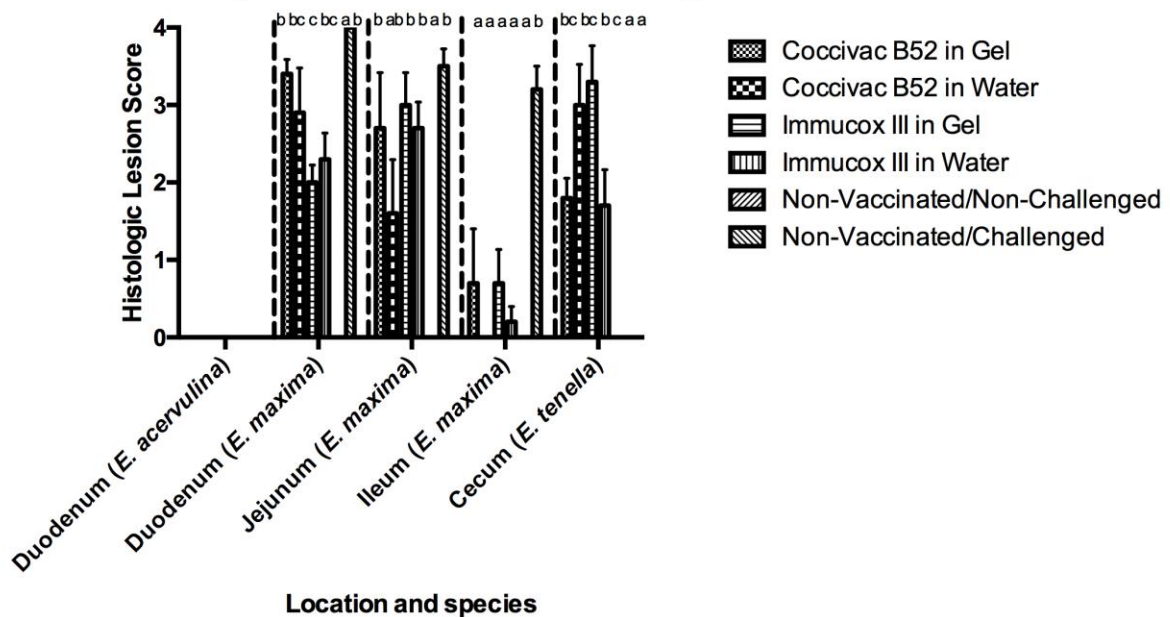 b bc c c bc a b b ab b b b a b a a a a a b bc bc bc bc a a
4
3
2
1
0
Histologic Lesion Score
Duodenum (E. acervulina)
Duodenum (E. maxima)
Jejunum (E. maxima)
Ileum (E. maxima)
Cecum (E. tenella)
Location and species
Coccivac B52 in Gel
Coccivac B52 in Water
Immucox III in Gel
Immucox III in Water
Non-Vaccinated/Non-Challenged
Non-Vaccinated/Challenged